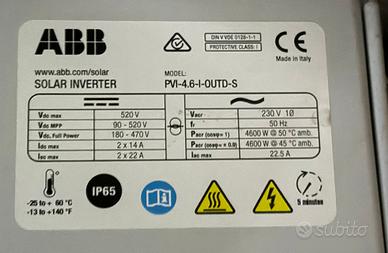 ABB
DIN V VDE 0126-1-1
PROTECTIVE CLASS: I
CE
Made in Italy
www.abb.com/solar
SOLAR INVERTER
MODEL:
PVI-4.6-I-OUTD-S
Vdc max 520 V
Vdc MPP 90 - 520 V
Vdc, Full Power 180 - 470 V
Idc max 2 x 14 A
Isc max 2 x 22 A
Vacr 230 V 1Ø
fr 50 Hz
Pacr (cosφ = 1) 4600 W @ 50 °C amb.
Pacr (cosφ = ± 0.9) 4600 W @ 45 °C amb.
Iac max 22.5 A
-25 to + 60 °C
-13 to +140 °F
IP65
5 minutes
subito